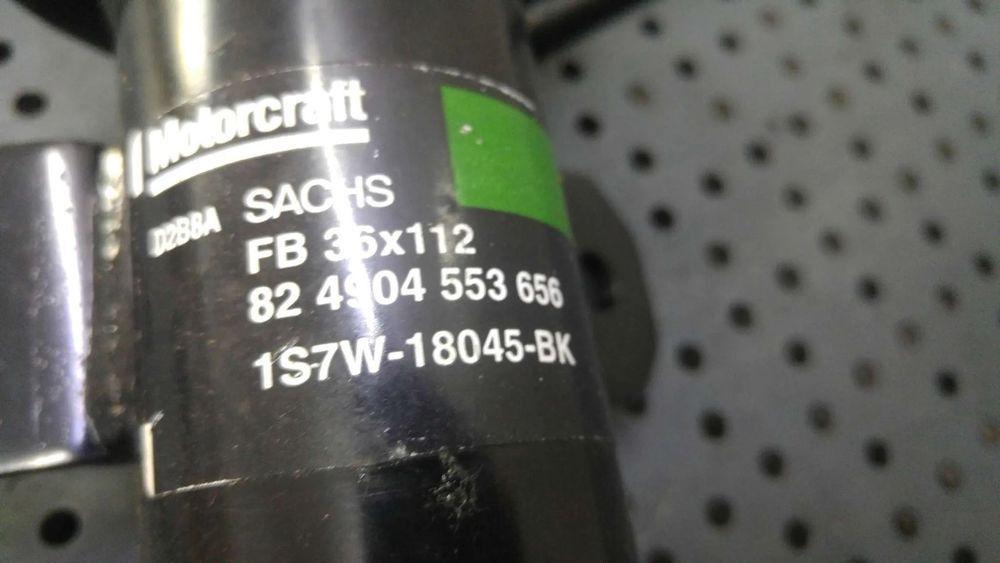 Motorcraft
SACHS
D2B8A
FB 36x112
82 4904 553 656
1S7W-18045-BK